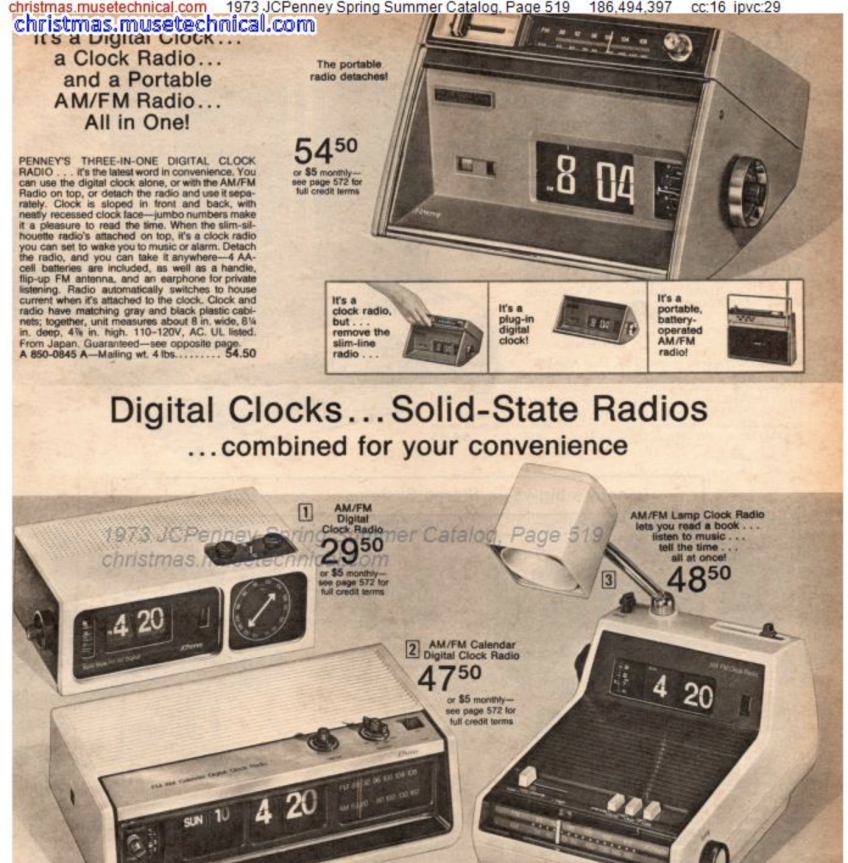 christmas.musetechnical.com 1973 JCPenney Spring Summer Catalog, Page 519 186,494,397 cc:16 ipvc:29
christmas.musetechnical.com
It's a Digital Clock...
a Clock Radio...
and a Portable
AM/FM Radio...
All in One!
PENNEY'S THREE-IN-ONE DIGITAL CLOCK
RADIO . . . it's the latest word in convenience. You
can use the digital clock alone, or with the AM/FM
Radio on top, or detach the radio and use it sepa-
rately. Clock is sloped in front and back, with
neatly recessed clock face—jumbo numbers make
it a pleasure to read the time. When the slim-sil-
houette radio's attached on top, it's a clock radio
you can set to wake you to music or alarm. Detach
the radio, and you can take it anywhere—4 AA-
cell batteries are included, as well as a handle,
flip-up FM antenna, and an earphone for private
listening. Radio automatically switches to house
current when it's attached to the clock. Clock and
radio have matching gray and black plastic cabi-
nets; together, unit measures about 8 in. wide, 8¼
in. deep, 4⅞ in. high. 110-120V, AC. UL listed.
From Japan. Guaranteed—see opposite page.
A 850-0845 A—Mailing wt. 4 lbs......... 54.50
The portable
radio detaches!
54 50
or $5 monthly—
see page 572 for
full credit terms
8 04
It's a
clock radio,
but . . .
remove the
slim-line
radio . . .
It's a
plug-in
digital
clock!
It's a
portable,
battery-
operated
AM/FM
radio!
Digital Clocks...Solid-State Radios
...combined for your convenience
1 AM/FM
Digital
Clock Radio
29 50
or $5 monthly—
see page 572 for
full credit terms
1973 JCPenney Spring Summer Catalog, Page 519
christmas.musetechnical.com
4 20
JCPenney
2 AM/FM Calendar
Digital Clock Radio
47 50
or $5 monthly—
see page 572 for
full credit terms
SUN 10 4 20
AM/FM Lamp Clock Radio
lets you read a book . . .
listen to music . . .
tell the time . . .
all at once!
3 48 50
4 20